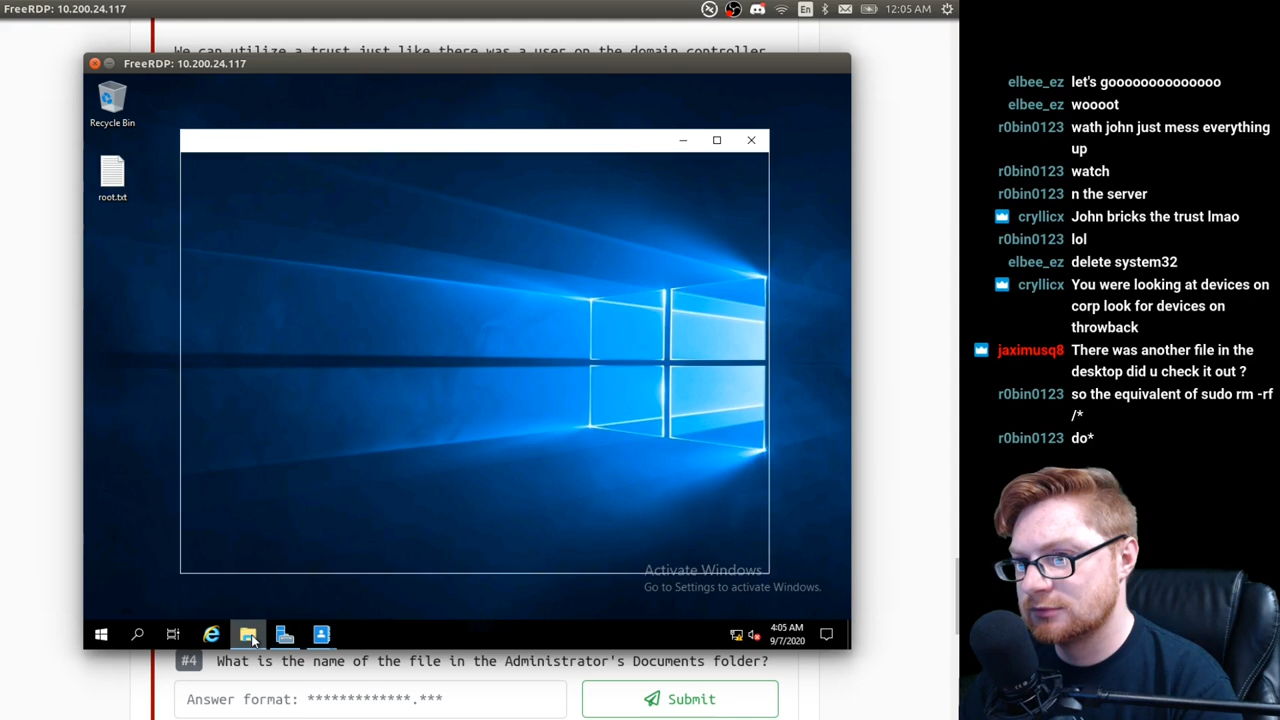 FreeRDP: 10.200.24.117
En
12:05 AM
We can utilize a trust just like there was a user on the domain controller
FreeRDP: 10.200.24.117
Recycle Bin
root.txt
Activate Windows
Go to Settings to activate Windows.
4:05 AM
9/7/2020
#4 What is the name of the file in the Administrator's Documents folder?
Answer format: *************.***
Submit
elbee_ez let's goooooooooooooo
elbee_ez woooot
r0bin0123 wath john just mess everything
up
r0bin0123 watch
r0bin0123 n the server
cryllicx John bricks the trust lmao
r0bin0123 lol
elbee_ez delete system32
cryllicx You were looking at devices on
corp look for devices on
throwback
jaximusq8 There was another file in the
desktop did u check it out ?
r0bin0123 so the equivalent of sudo rm -rf
/*
r0bin0123 do*